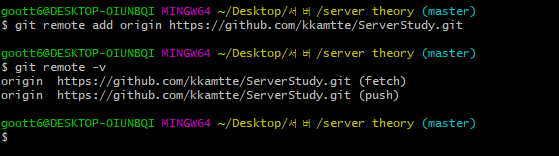 goott6@DESKTOP-OIUNBQI MINGW64 ~/Desktop/서 버 /server theory (master)
$ git remote add origin https://github.com/kkamtte/ServerStudy.git
goott6@DESKTOP-OIUNBQI MINGW64 ~/Desktop/서 버 /server theory (master)
$ git remote -v
origin  https://github.com/kkamtte/ServerStudy.git (fetch)
origin  https://github.com/kkamtte/ServerStudy.git (push)
goott6@DESKTOP-OIUNBQI MINGW64 ~/Desktop/서 버 /server theory (master)
$